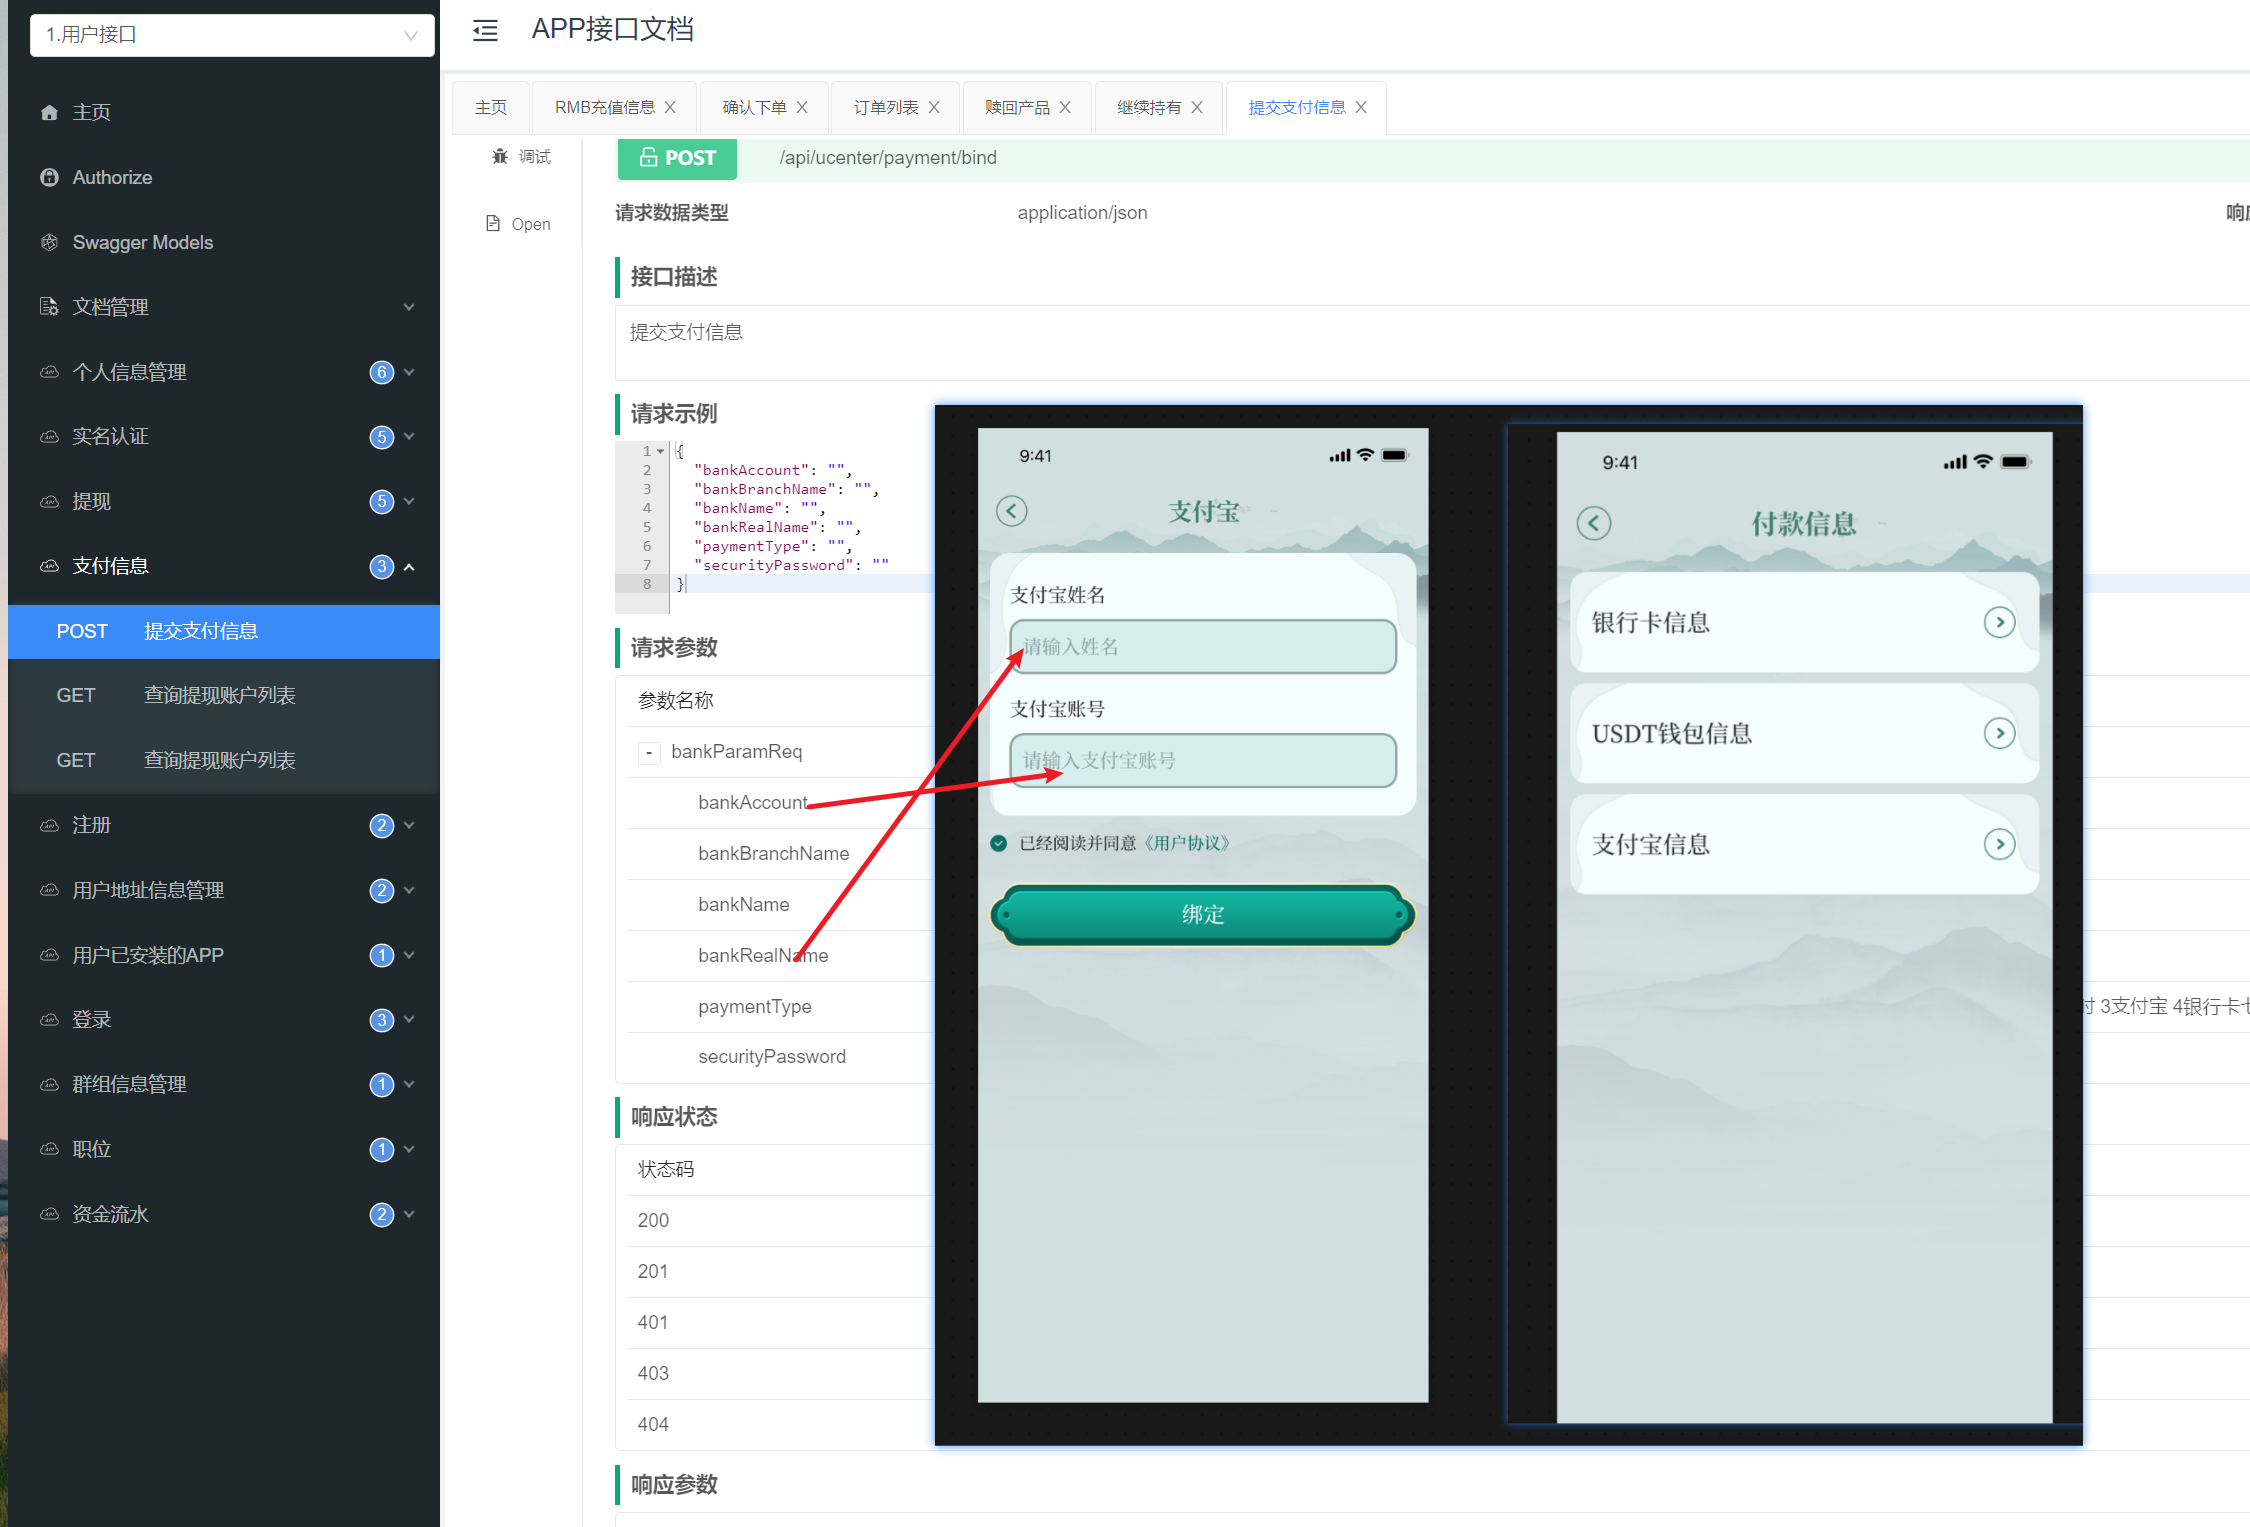 1.用户接口
主页
Authorize
Swagger Models
文档管理
个人信息管理 6
实名认证 5
提现 5
支付信息 3
POST 提交支付信息
GET 查询提现账户列表
GET 查询提现账户列表
注册 2
用户地址信息管理 2
用户已安装的APP 1
登录 3
群组信息管理 1
职位 1
资金流水 2
APP接口文档
主页 RMB充值信息 确认下单 订单列表 赎回产品 继续持有 提交支付信息
调试
Open
POST /api/ucenter/payment/bind
请求数据类型 application/json
接口描述
提交支付信息
请求示例
1 {
2 "bankAccount": "",
3 "bankBranchName": "",
4 "bankName": "",
5 "bankRealName": "",
6 "paymentType": "",
7 "securityPassword": ""
8 }
请求参数
参数名称
- bankParamReq
bankAccount
bankBranchName
bankName
bankRealName
paymentType
3支付宝 4银行卡
securityPassword
响应状态
状态码
200
201
401
403
404
响应参数
9:41
支付宝
支付宝姓名
请输入姓名
支付宝账号
请输入支付宝账号
已经阅读并同意《用户协议》
绑定
9:41
付款信息
银行卡信息
USDT钱包信息
支付宝信息